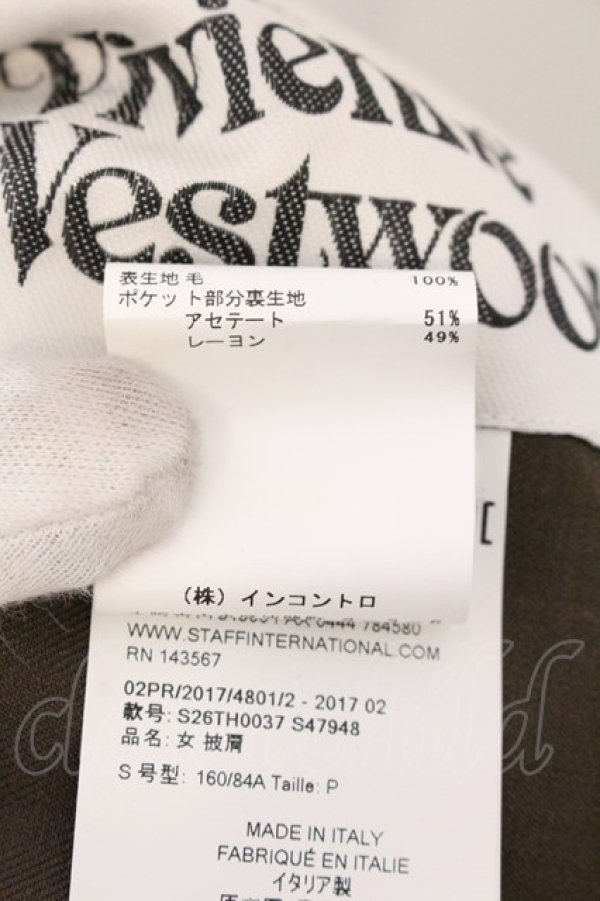 Vivienne
Westwood
表生地 毛 100%
ポケット部分裏生地
アセテート 51%
レーヨン 49%
(株) インコントロ
784580
WWW.STAFFINTERNATIONAL.COM
RN 143567
02PR/2017/4801/2 - 2017 02
款号: S26TH0037 S47948
品名: 女 披肩
S 号型: 160/84A Taille: P
MADE IN ITALY
FABRIQUÉ EN ITALIE
イタリア製